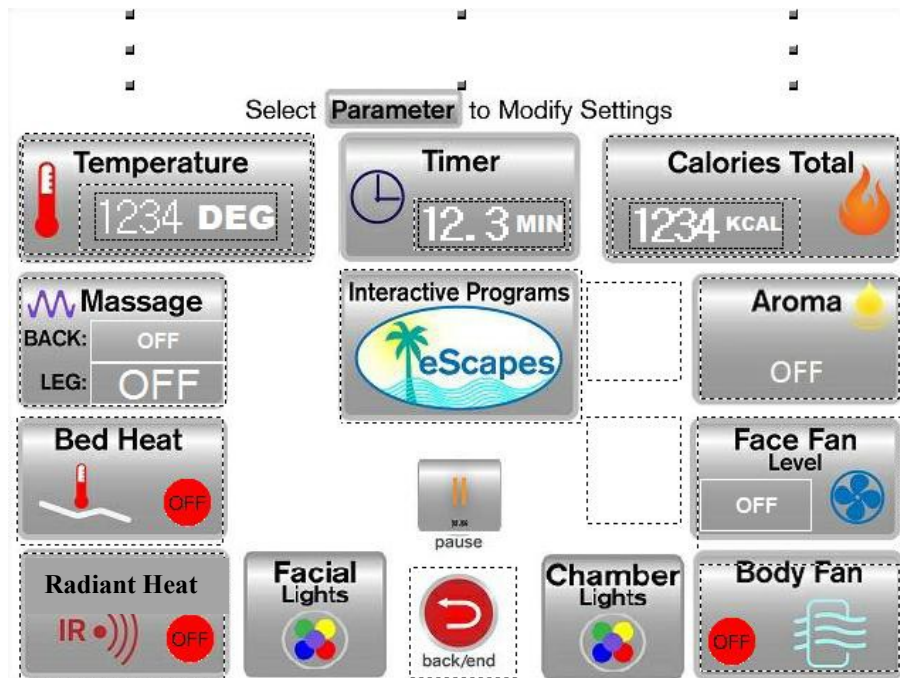 Select Parameter to Modify Settings
Temperature
1234 DEG
Timer
12.3 MIN
Calories Total
1234 KCAL
Massage
BACK: OFF
LEG: OFF
Interactive Programs
eScapes
Aroma
OFF
Bed Heat
OFF
Face Fan
Level
OFF
pause
Radiant Heat
IR
OFF
Facial
Lights
back/end
Chamber
Lights
Body Fan
OFF